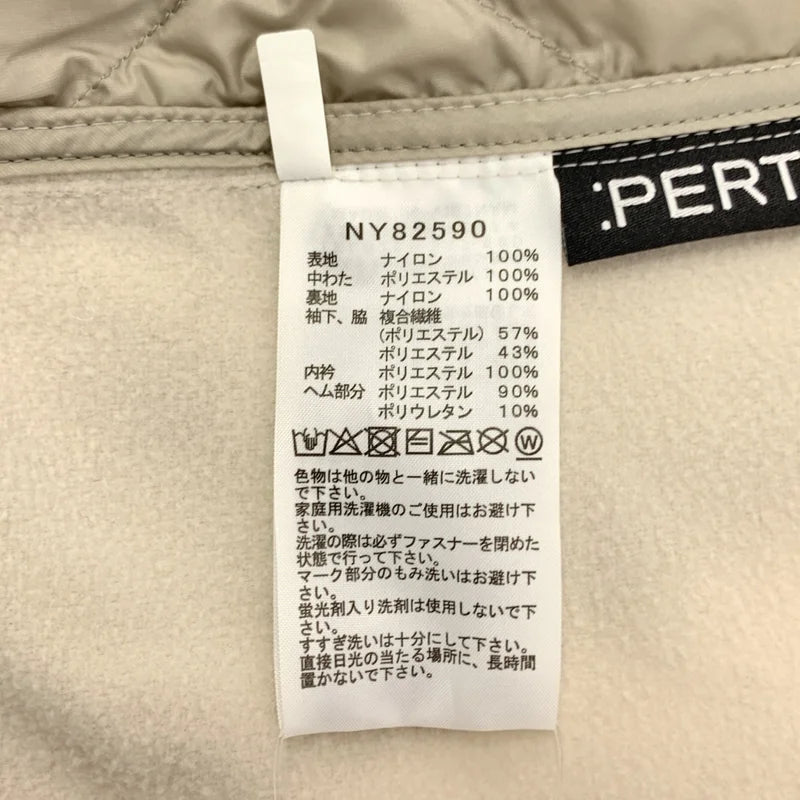 :PERT
NY82590
表地 ナイロン 100%
中わた ポリエステル 100%
裏地 ナイロン 100%
袖下、脇 複合繊維
(ポリエステル) 57%
ポリエステル 43%
内衿 ポリエステル 100%
ヘム部分 ポリエステル 90%
ポリウレタン 10%
W
色物は他の物と一緒に洗濯しない
で下さい。
家庭用洗濯機のご使用はお避け下
さい。
洗濯の際は必ずファスナーを閉めた
状態で行って下さい。
マーク部分のもみ洗いはお避け下
さい。
蛍光剤入り洗剤は使用しないで下
さい。
すすぎ洗いは十分にして下さい。
直接日光の当たる場所に、長時間
置かないで下さい。